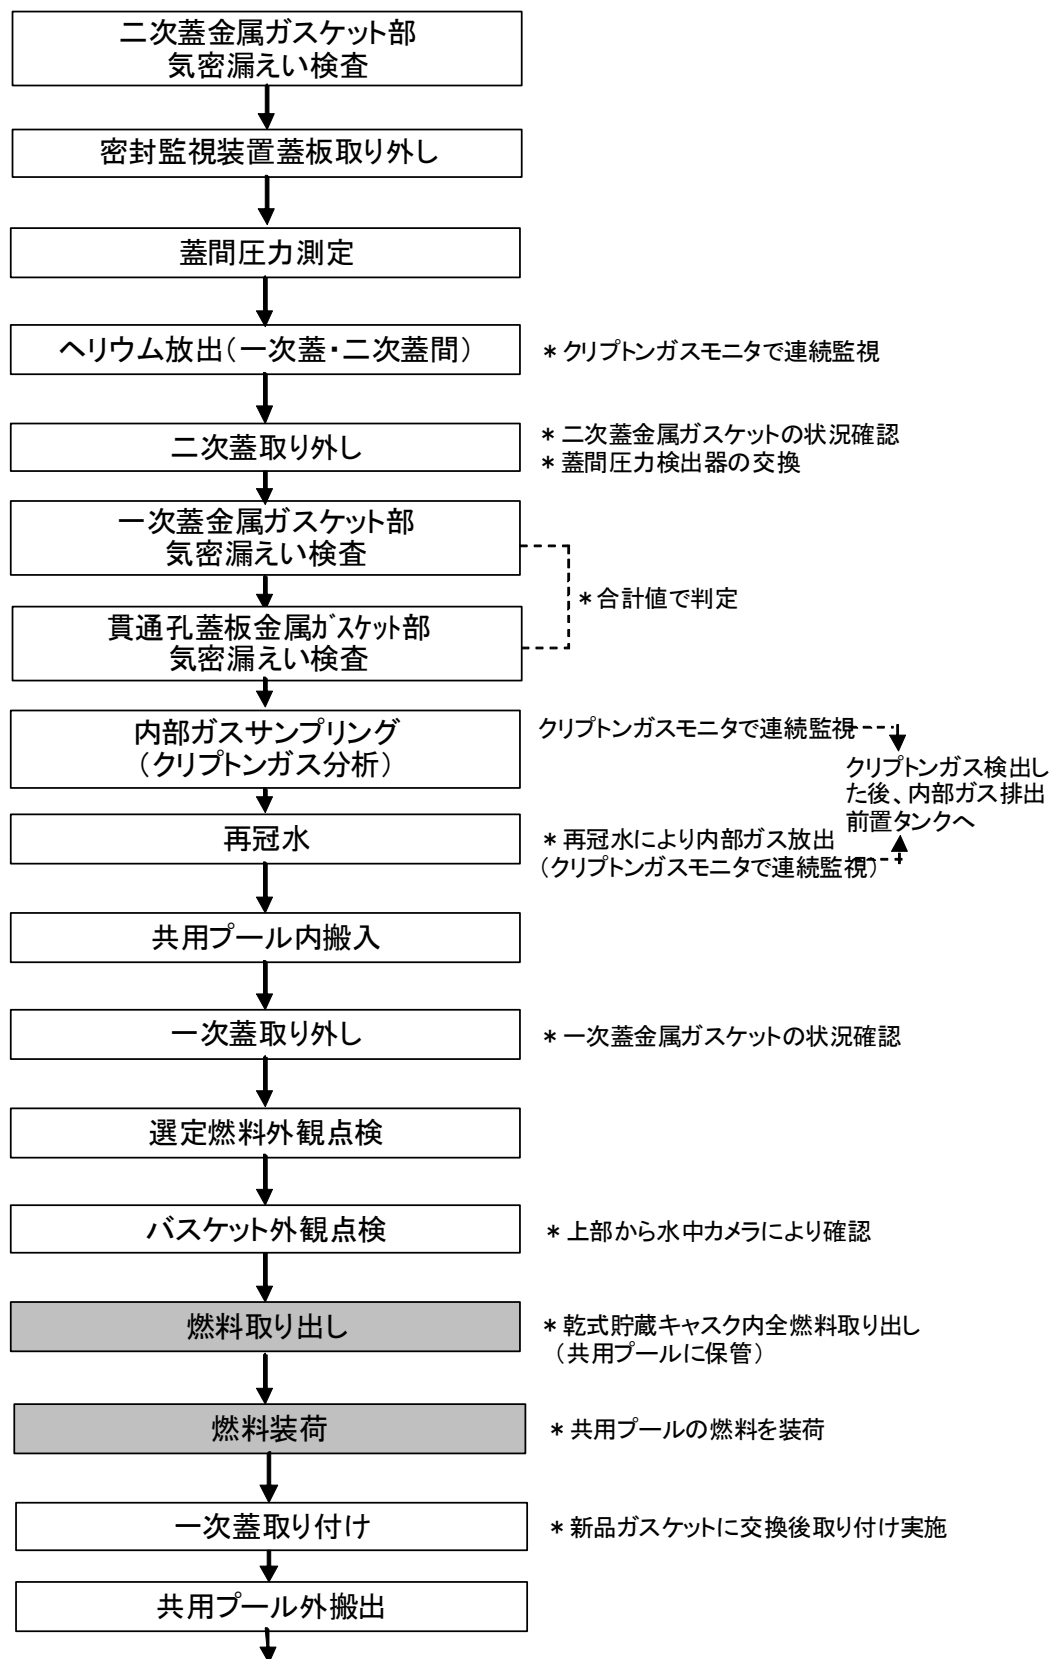 二次蓋金属ガスケット部
気密漏えい検査
密封監視装置蓋板取り外し
蓋間圧力測定
ヘリウム放出（一次蓋・二次蓋間）
＊クリプトンガスモニタで連続監視
二次蓋取り外し
＊二次蓋金属ガスケットの状況確認
＊蓋間圧力検出器の交換
一次蓋金属ガスケット部
気密漏えい検査
＊合計値で判定
貫通孔蓋板金属ｶﾞｽｹｯﾄ部
気密漏えい検査
内部ガスサンプリング
（クリプトンガス分析）
クリプトンガスモニタで連続監視
クリプトンガス検出し
た後、内部ガス排出
前置タンクへ
再冠水
＊再冠水により内部ガス放出
（クリプトンガスモニタで連続監視）
共用プール内搬入
一次蓋取り外し
＊一次蓋金属ガスケットの状況確認
選定燃料外観点検
バスケット外観点検
＊上部から水中カメラにより確認
燃料取り出し
＊乾式貯蔵キャスク内全燃料取り出し
（共用プールに保管）
燃料装荷
＊共用プールの燃料を装荷
一次蓋取り付け
＊新品ガスケットに交換後取り付け実施
共用プール外搬出